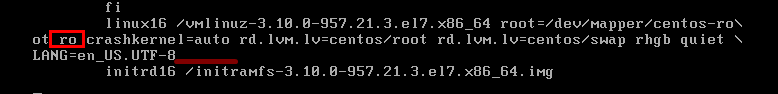 fi
linux16 /vmlinuz-3.10.0-957.21.3.el7.x86_64 root=/dev/mapper/centos-ro\
ot ro crashkernel=auto rd.lvm.lv=centos/root rd.lvm.lv=centos/swap rhgb quiet \
LANG=en_US.UTF-8
initrd16 /initramfs-3.10.0-957.21.3.el7.x86_64.img